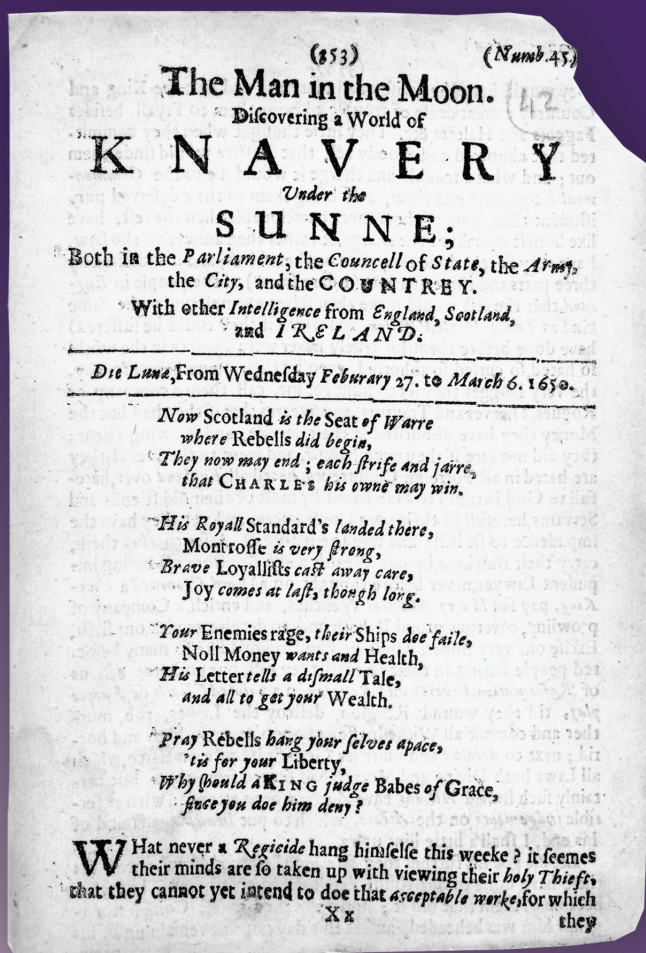 (353) (Numb.45.)
The Man in the Moon.
42
Diſcovering a World of
KNAVERY
Under the
SUNNE;
Both in the Parliament, the Councell of State, the Army,
the City, and the COUNTREY.
With other Intelligence from England, Scotland,
and IRELAND.
Die Lunæ, From Wedneſday Feburary 27. to March 6. 1650.
Now Scotland is the Seat of Warre
where Rebells did begin,
They now may end; each ſtrife and jarre,
that CHARLES his owne may win.
His Royall Standard's landed there,
Montroſſe is very ſtrong,
Brave Loyalliſts caſt away care,
Joy comes at laſt, though long.
Your Enemies rage, their Ships doe faile,
Noll Money wants and Health,
His Letter tells a diſmall Tale,
and all to get your Wealth.
Pray Rebells hang your ſelves apace,
'tis for your Liberty,
Why ſhould a KING judge Babes of Grace,
ſince you doe him deny?
WHat never a Regicide hang himſelfe this weeke? it ſeemes
their minds are ſo taken up with viewing their holy Thieft,
that they cannot yet intend to doe that acceptable worke, for which
Xx
they